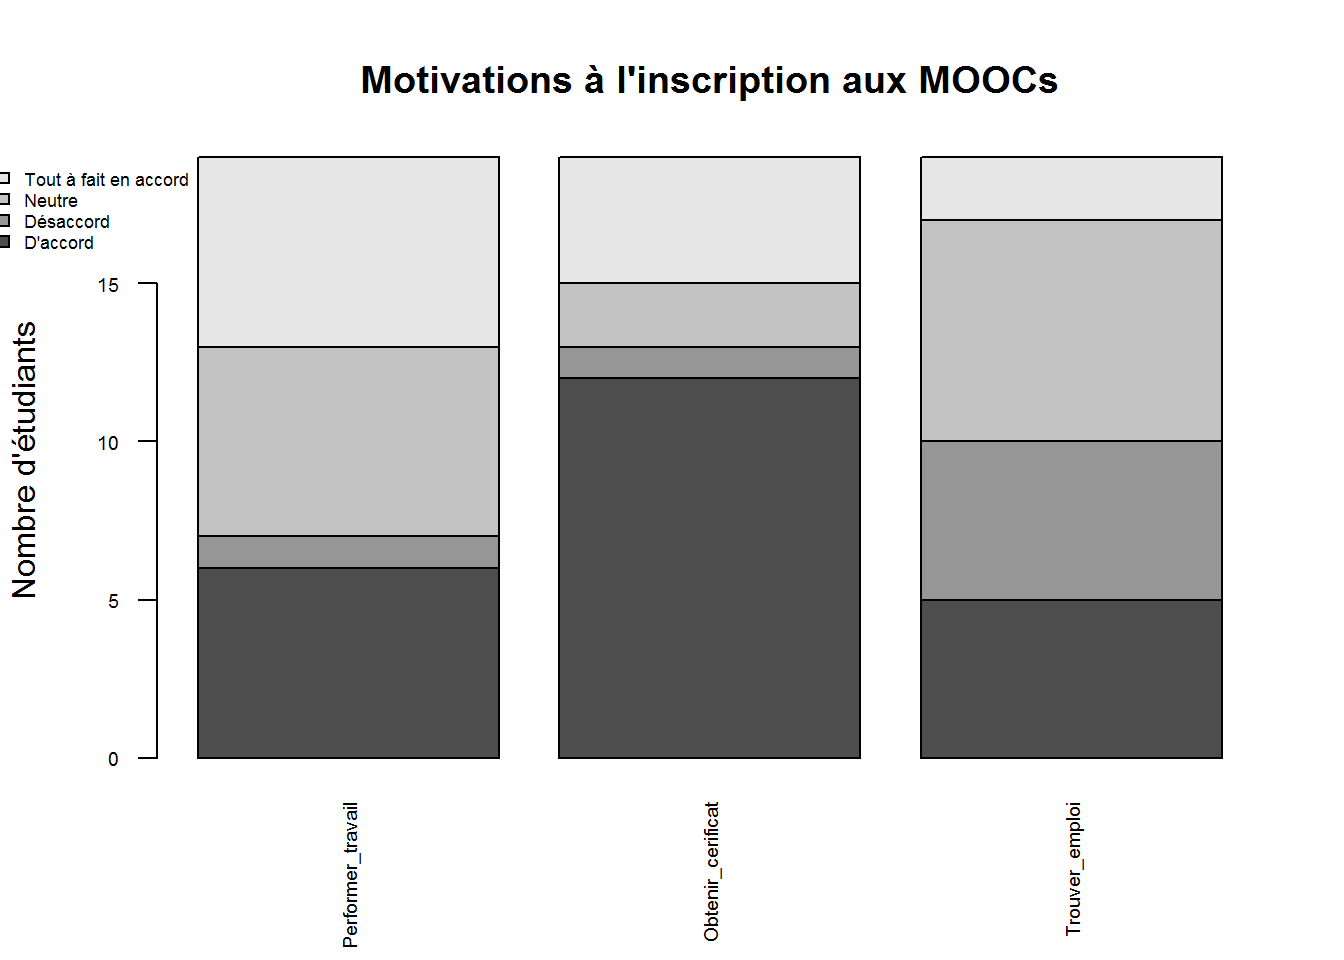 Motivations à l'inscription aux MOOCs
Tout à fait en accord
Neutre
Désaccord
D'accord
Nombre d'étudiants
15
10
5
0
Performer_travail
Obtenir_cerificat
Trouver_emploi